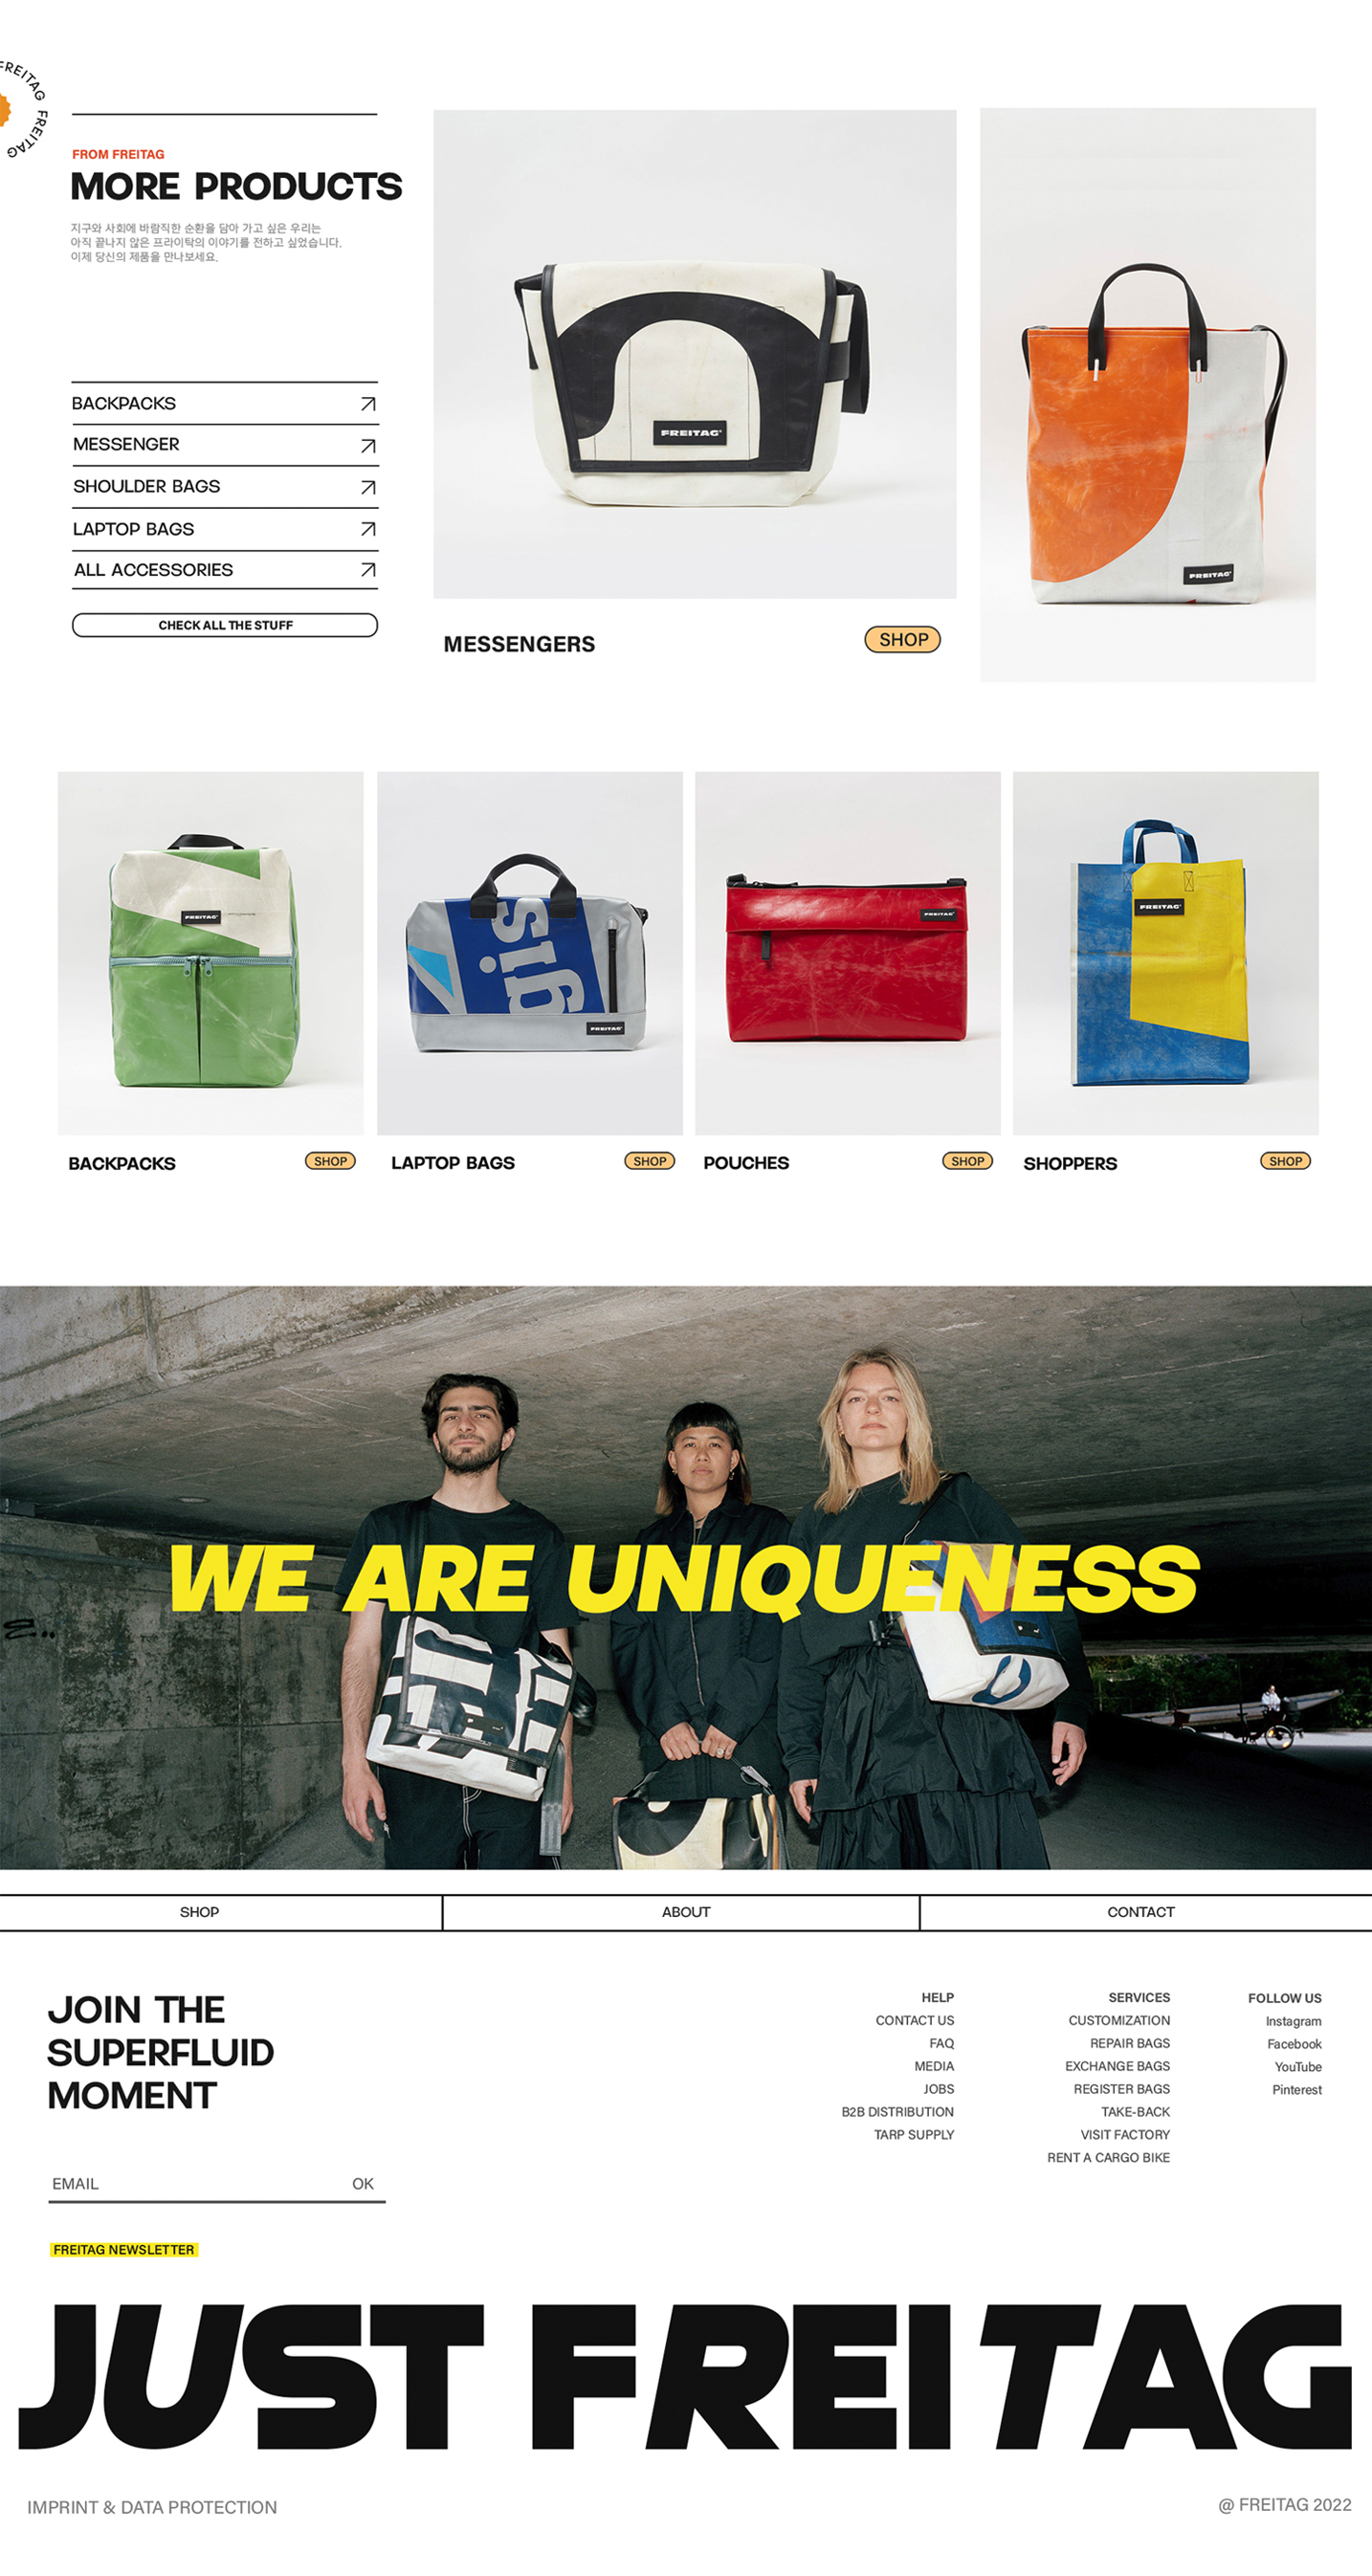 FREITAG FREITAG
FROM FREITAG
MORE PRODUCTS
지구와 사회에 바람직한 순환을 담아 가고 싶은 우리는
아직 끝나지 않은 프라이탁의 이야기를 전하고 싶었습니다.
이제 당신의 제품을 만나보세요.
BACKPACKS
MESSENGER
SHOULDER BAGS
LAPTOP BAGS
ALL ACCESSORIES
CHECK ALL THE STUFF
FREITAG
MESSENGERS
SHOP
FREITAG
FREITAG
BACKPACKS
SHOP
sig
FREITAG
LAPTOP BAGS
SHOP
FREITAG
POUCHES
SHOP
FREITAG
SHOPPERS
SHOP
WE ARE UNIQUENESS
SHOP
ABOUT
CONTACT
JOIN THE
SUPERFLUID
MOMENT
EMAIL
OK
FREITAG NEWSLETTER
HELP
CONTACT US
FAQ
MEDIA
JOBS
B2B DISTRIBUTION
TARP SUPPLY
SERVICES
CUSTOMIZATION
REPAIR BAGS
EXCHANGE BAGS
REGISTER BAGS
TAKE-BACK
VISIT FACTORY
RENT A CARGO BIKE
FOLLOW US
Instagram
Facebook
YouTube
Pinterest
JUST FREITAG
IMPRINT & DATA PROTECTION
@ FREITAG 2022